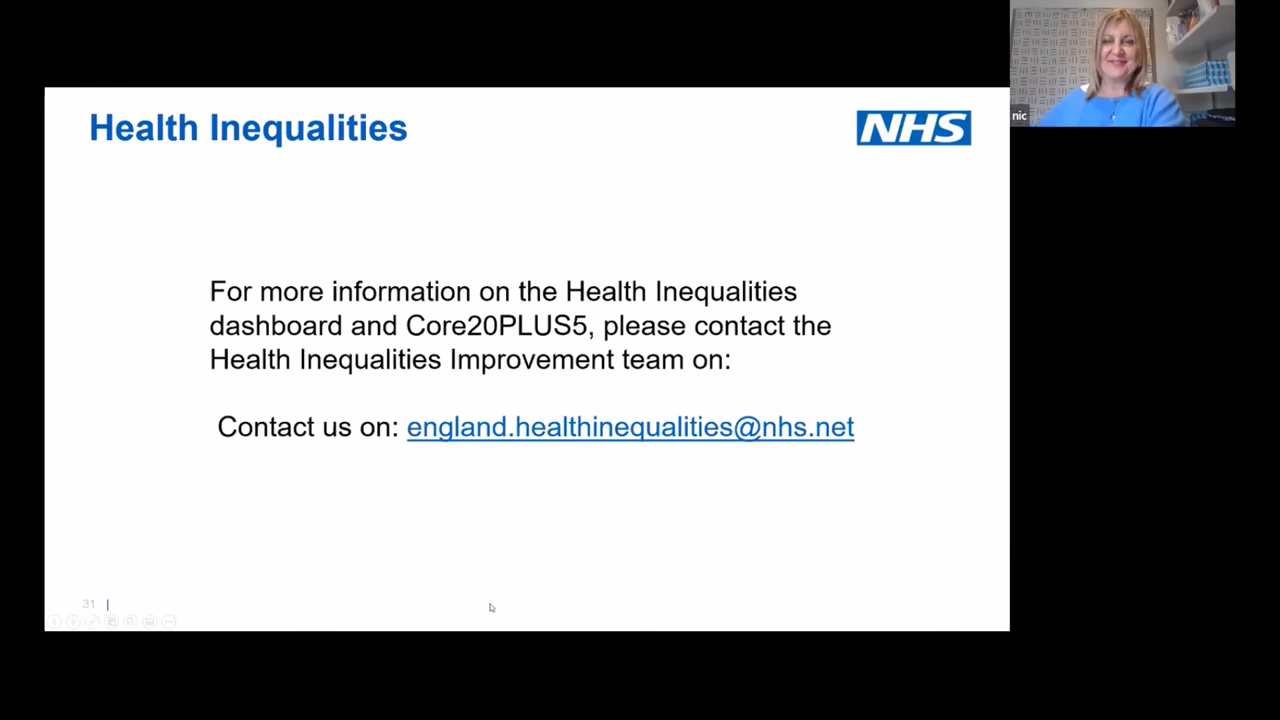 Health Inequalities
NHS
nic
For more information on the Health Inequalities
dashboard and Core20PLUS5, please contact the
Health Inequalities Improvement team on:
Contact us on: england.healthinequalities@nhs.net
31 |